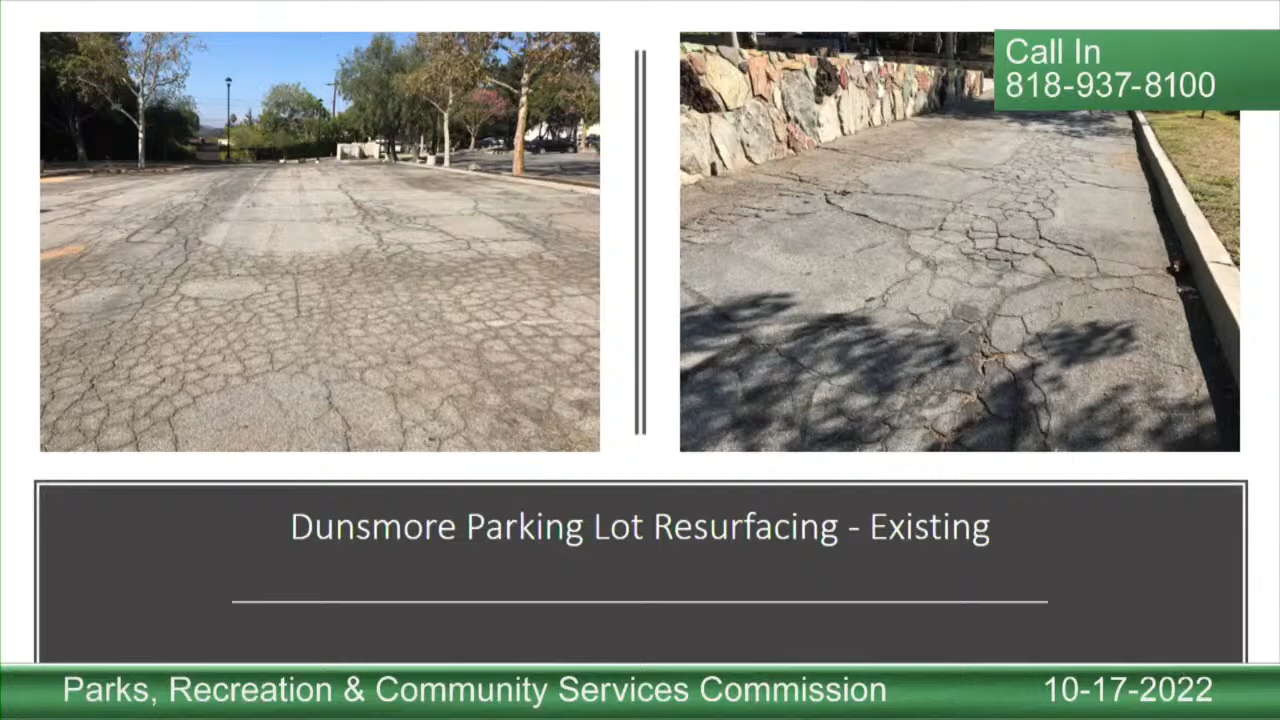 Call In
818-937-8100
Dunsmore Parking Lot Resurfacing - Existing
Parks, Recreation & Community Services Commission
10-17-2022